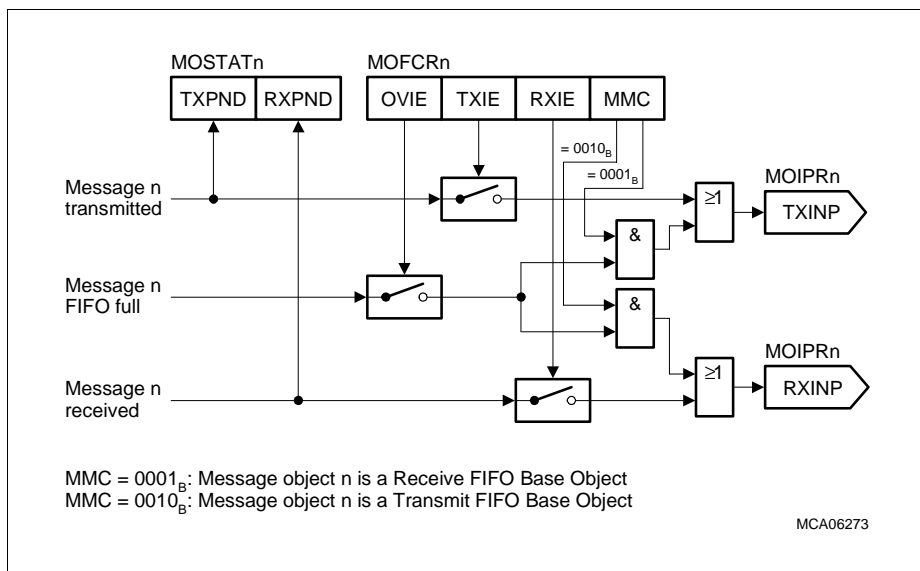 MOSTATn MOFCRn
TXPND RXPND OVIE TXIE RXIE MMC
= 0010B
= 0001B
Message n
transmitted
≥1
MOIPRn
TXINP
&
Message n
FIFO full
&
Message n
received
≥1
MOIPRn
RXINP
MMC = 0001B: Message object n is a Receive FIFO Base Object
MMC = 0010B: Message object n is a Transmit FIFO Base Object
MCA06273